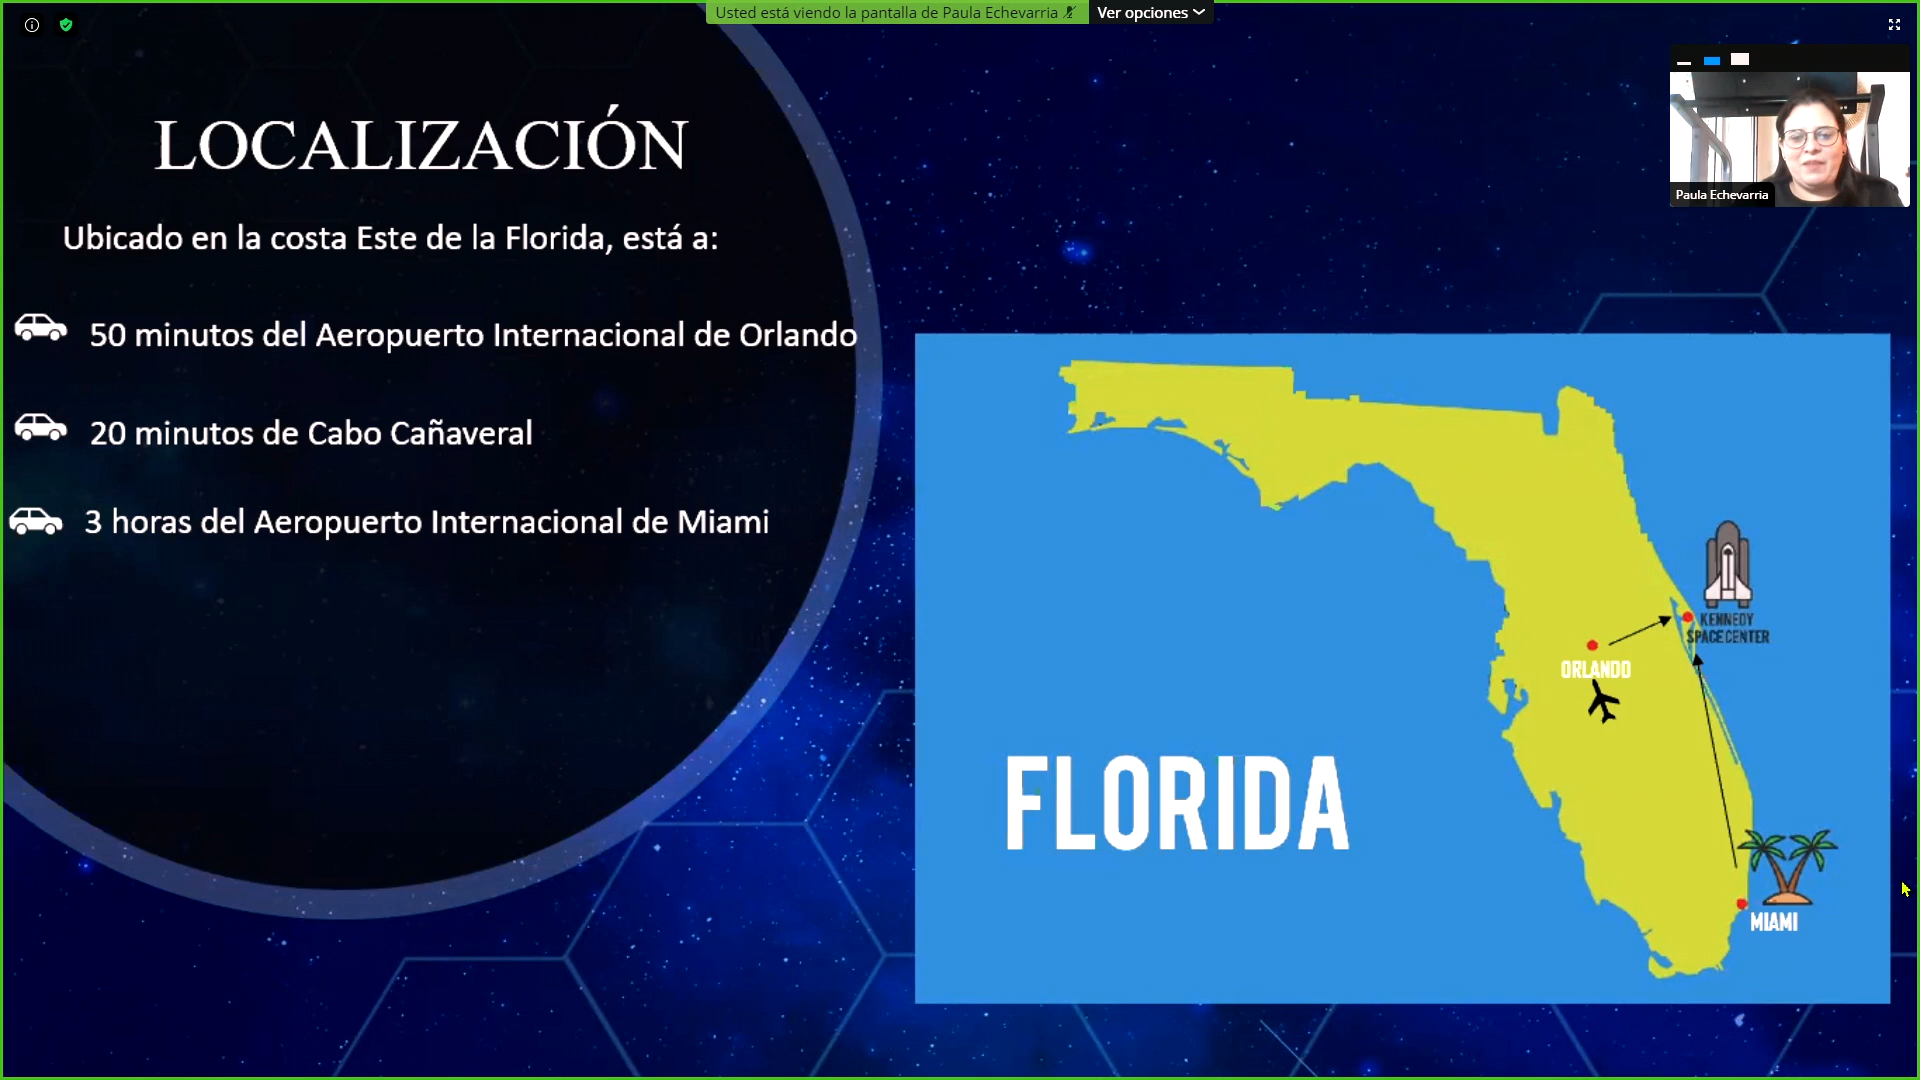 Usted está viendo la pantalla de Paula Echevarria
Ver opciones
Paula Echevarria
LOCALIZACIÓN
Ubicado en la costa Este de la Florida, está a:
50 minutos del Aeropuerto Internacional de Orlando
20 minutos de Cabo Cañaveral
3 horas del Aeropuerto Internacional de Miami
KENNEDY
SPACE CENTER
ORLANDO
FLORIDA
MIAMI